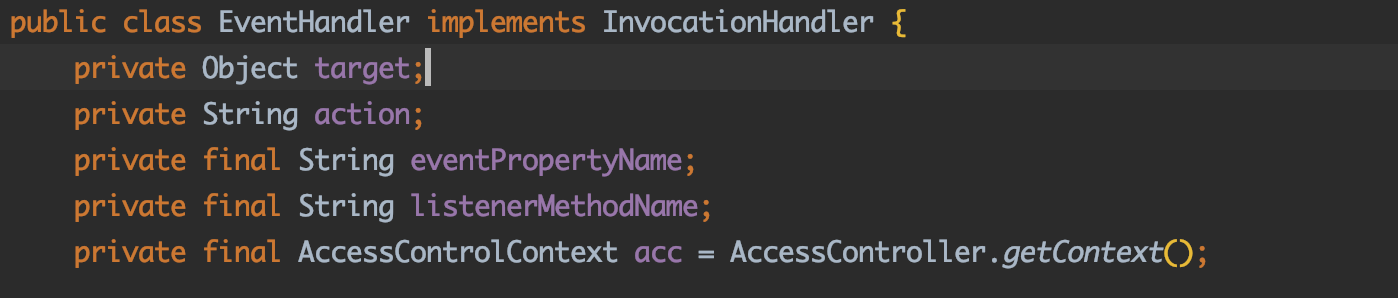 public class EventHandler implements InvocationHandler {
private Object target;
private String action;
private final String eventPropertyName;
private final String listenerMethodName;
private final AccessControlContext acc = AccessController.getContext();